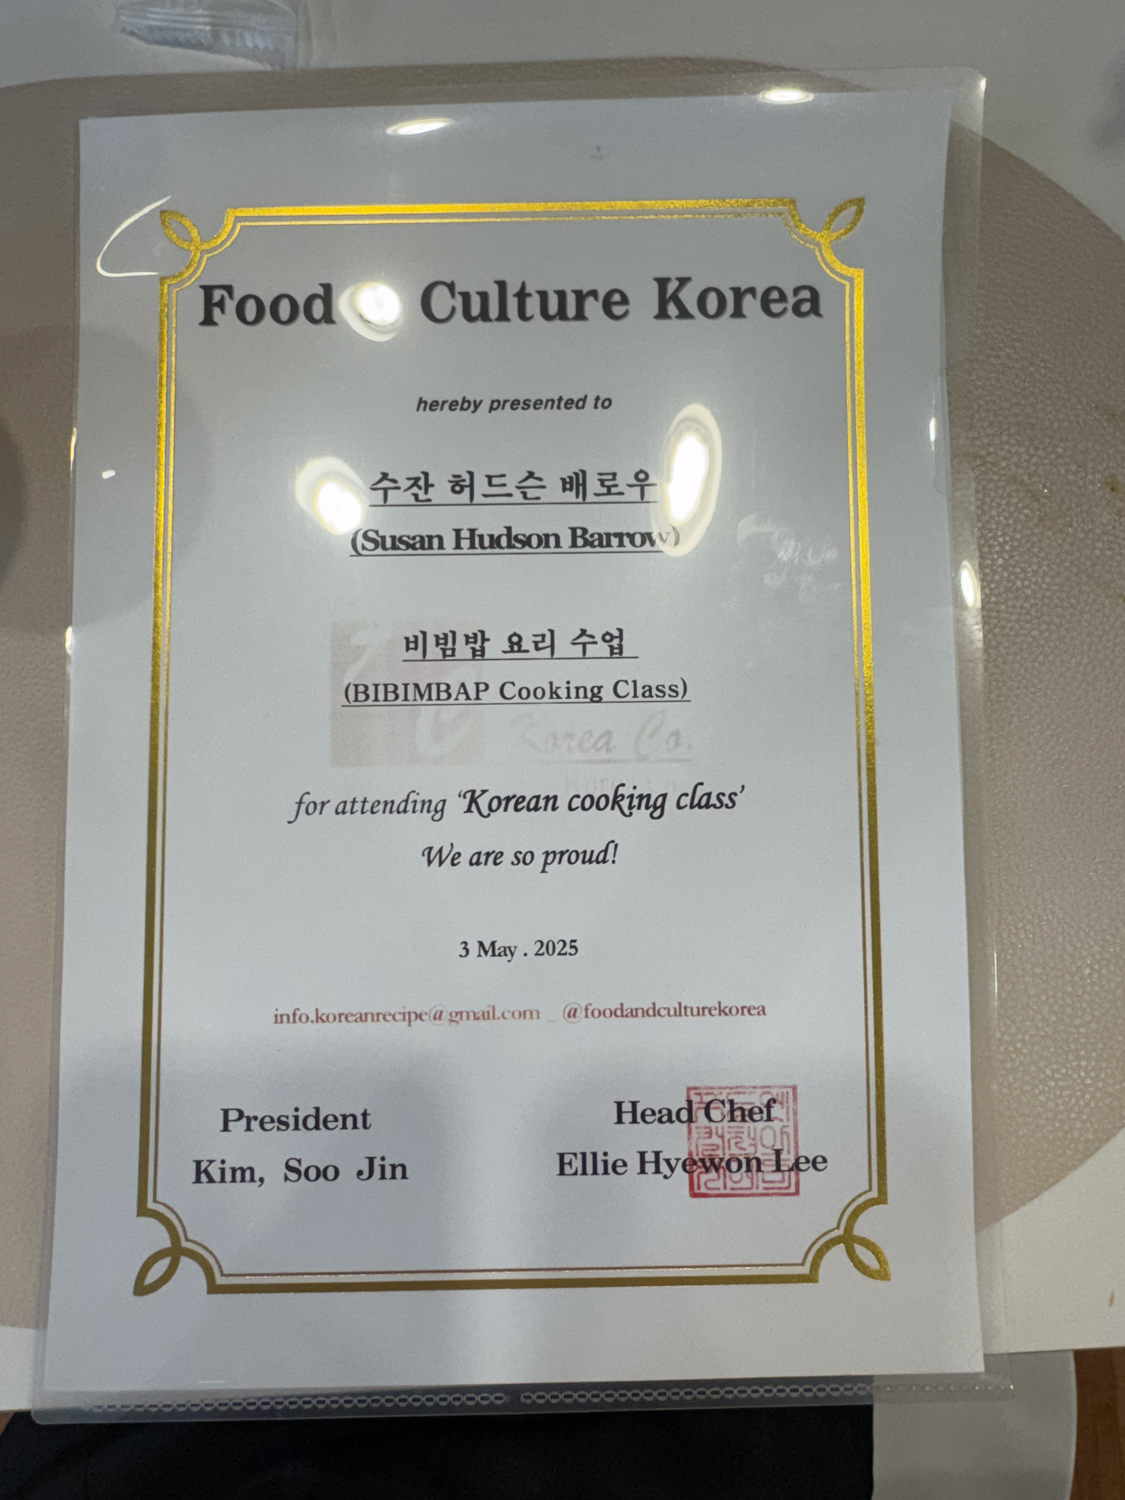 Food Culture Korea
hereby presented to
수잔 허드슨 배로우
(Susan Hudson Barrow)
비빔밥 요리 수업
(BIBIMBAP Cooking Class)
Korea Co.
for attending ‘Korean cooking class’
We are so proud!
3 May . 2025
info.koreanrecipe@gmail.com _ @foodandculturekorea
President
Kim, Soo Jin
Head Chef
Ellie Hyewon Lee